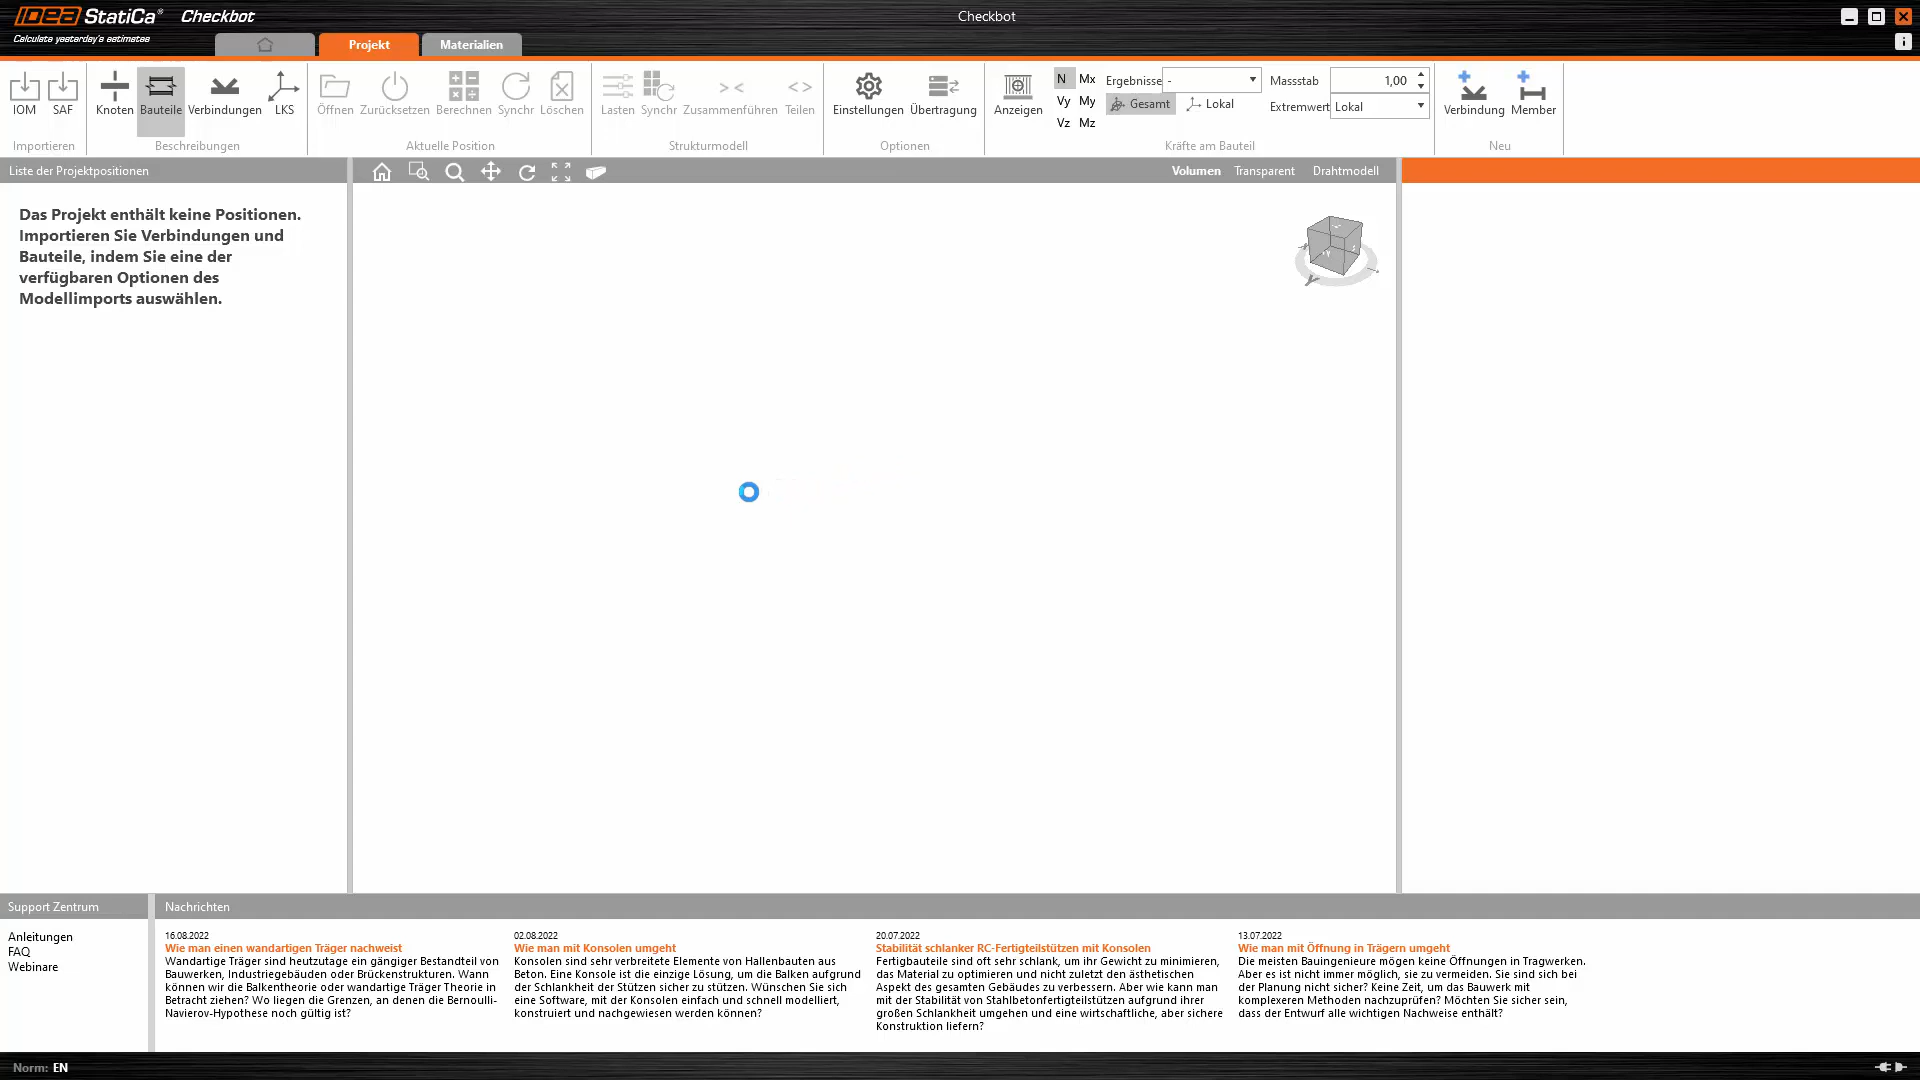 IDEA StatiCa® Checkbot
Calculate yesterday's estimates
Checkbot
Projekt
Materialien
IOM
SAF
Importieren
Knoten
Bauteile
Verbindungen
LKS
Beschreibungen
Öffnen
Zurücksetzen
Berechnen
Synchr
Löschen
Aktuelle Position
Lasten
Synchr
Zusammenführen
Teilen
Strukturmodell
Einstellungen
Übertragung
Optionen
Anzeigen
N Mx
Vy My
Vz Mz
Ergebnisse -
Gesamt
Lokal
Massstab 1,00
Extremwert Lokal
Kräfte am Bauteil
Verbindung
Member
Neu
Liste der Projektpositionen
Volumen
Transparent
Drahtmodell
Das Projekt enthält keine Positionen.
Importieren Sie Verbindungen und
Bauteile, indem Sie eine der
verfügbaren Optionen des
Modellimports auswählen.
Support Zentrum
Anleitungen
FAQ
Webinare
Nachrichten
16.08.2022
Wie man einen wandartigen Träger nachweist
Wandartige Träger sind heutzutage ein gängiger Bestandteil von
Bauwerken, Industriegebäuden oder Brückenstrukturen. Wann
können wir die Balkentheorie oder wandartige Träger Theorie in
Betracht ziehen? Wo liegen die Grenzen, an denen die Bernoulli-
Navierov-Hypothese noch gültig ist?
02.08.2022
Wie man mit Konsolen umgeht
Konsolen sind sehr verbreitete Elemente von Hallenbauten aus
Beton. Eine Konsole ist die einzige Lösung, um die Balken aufgrund
der Schlankheit der Stützen sicher zu stützen. Wünschen Sie sich
eine Software, mit der Konsolen einfach und schnell modelliert,
konstruiert und nachgewiesen werden können?
20.07.2022
Stabilität schlanker RC-Fertigteilstützen mit Konsolen
Fertigbauteile sind oft sehr schlank, um ihr Gewicht zu minimieren,
das Material zu optimieren und nicht zuletzt den ästhetischen
Aspekt des gesamten Gebäudes zu verbessern. Aber wie kann man
mit der Stabilität von Stahlbetonfertigteilstützen aufgrund ihrer
großen Schlankheit umgehen und eine wirtschaftliche, aber sichere
Konstruktion liefern?
13.07.2022
Wie man mit Öffnung in Trägern umgeht
Die meisten Bauingenieure mögen keine Öffnungen in Tragwerken.
Aber es ist nicht immer möglich, sie zu vermeiden. Sie sind sich bei
der Planung nicht sicher? Keine Zeit, um das Bauwerk mit
komplexeren Methoden nachzuprüfen? Möchten Sie sicher sein,
dass der Entwurf alle wichtigen Nachweise enthält?
Norm: EN